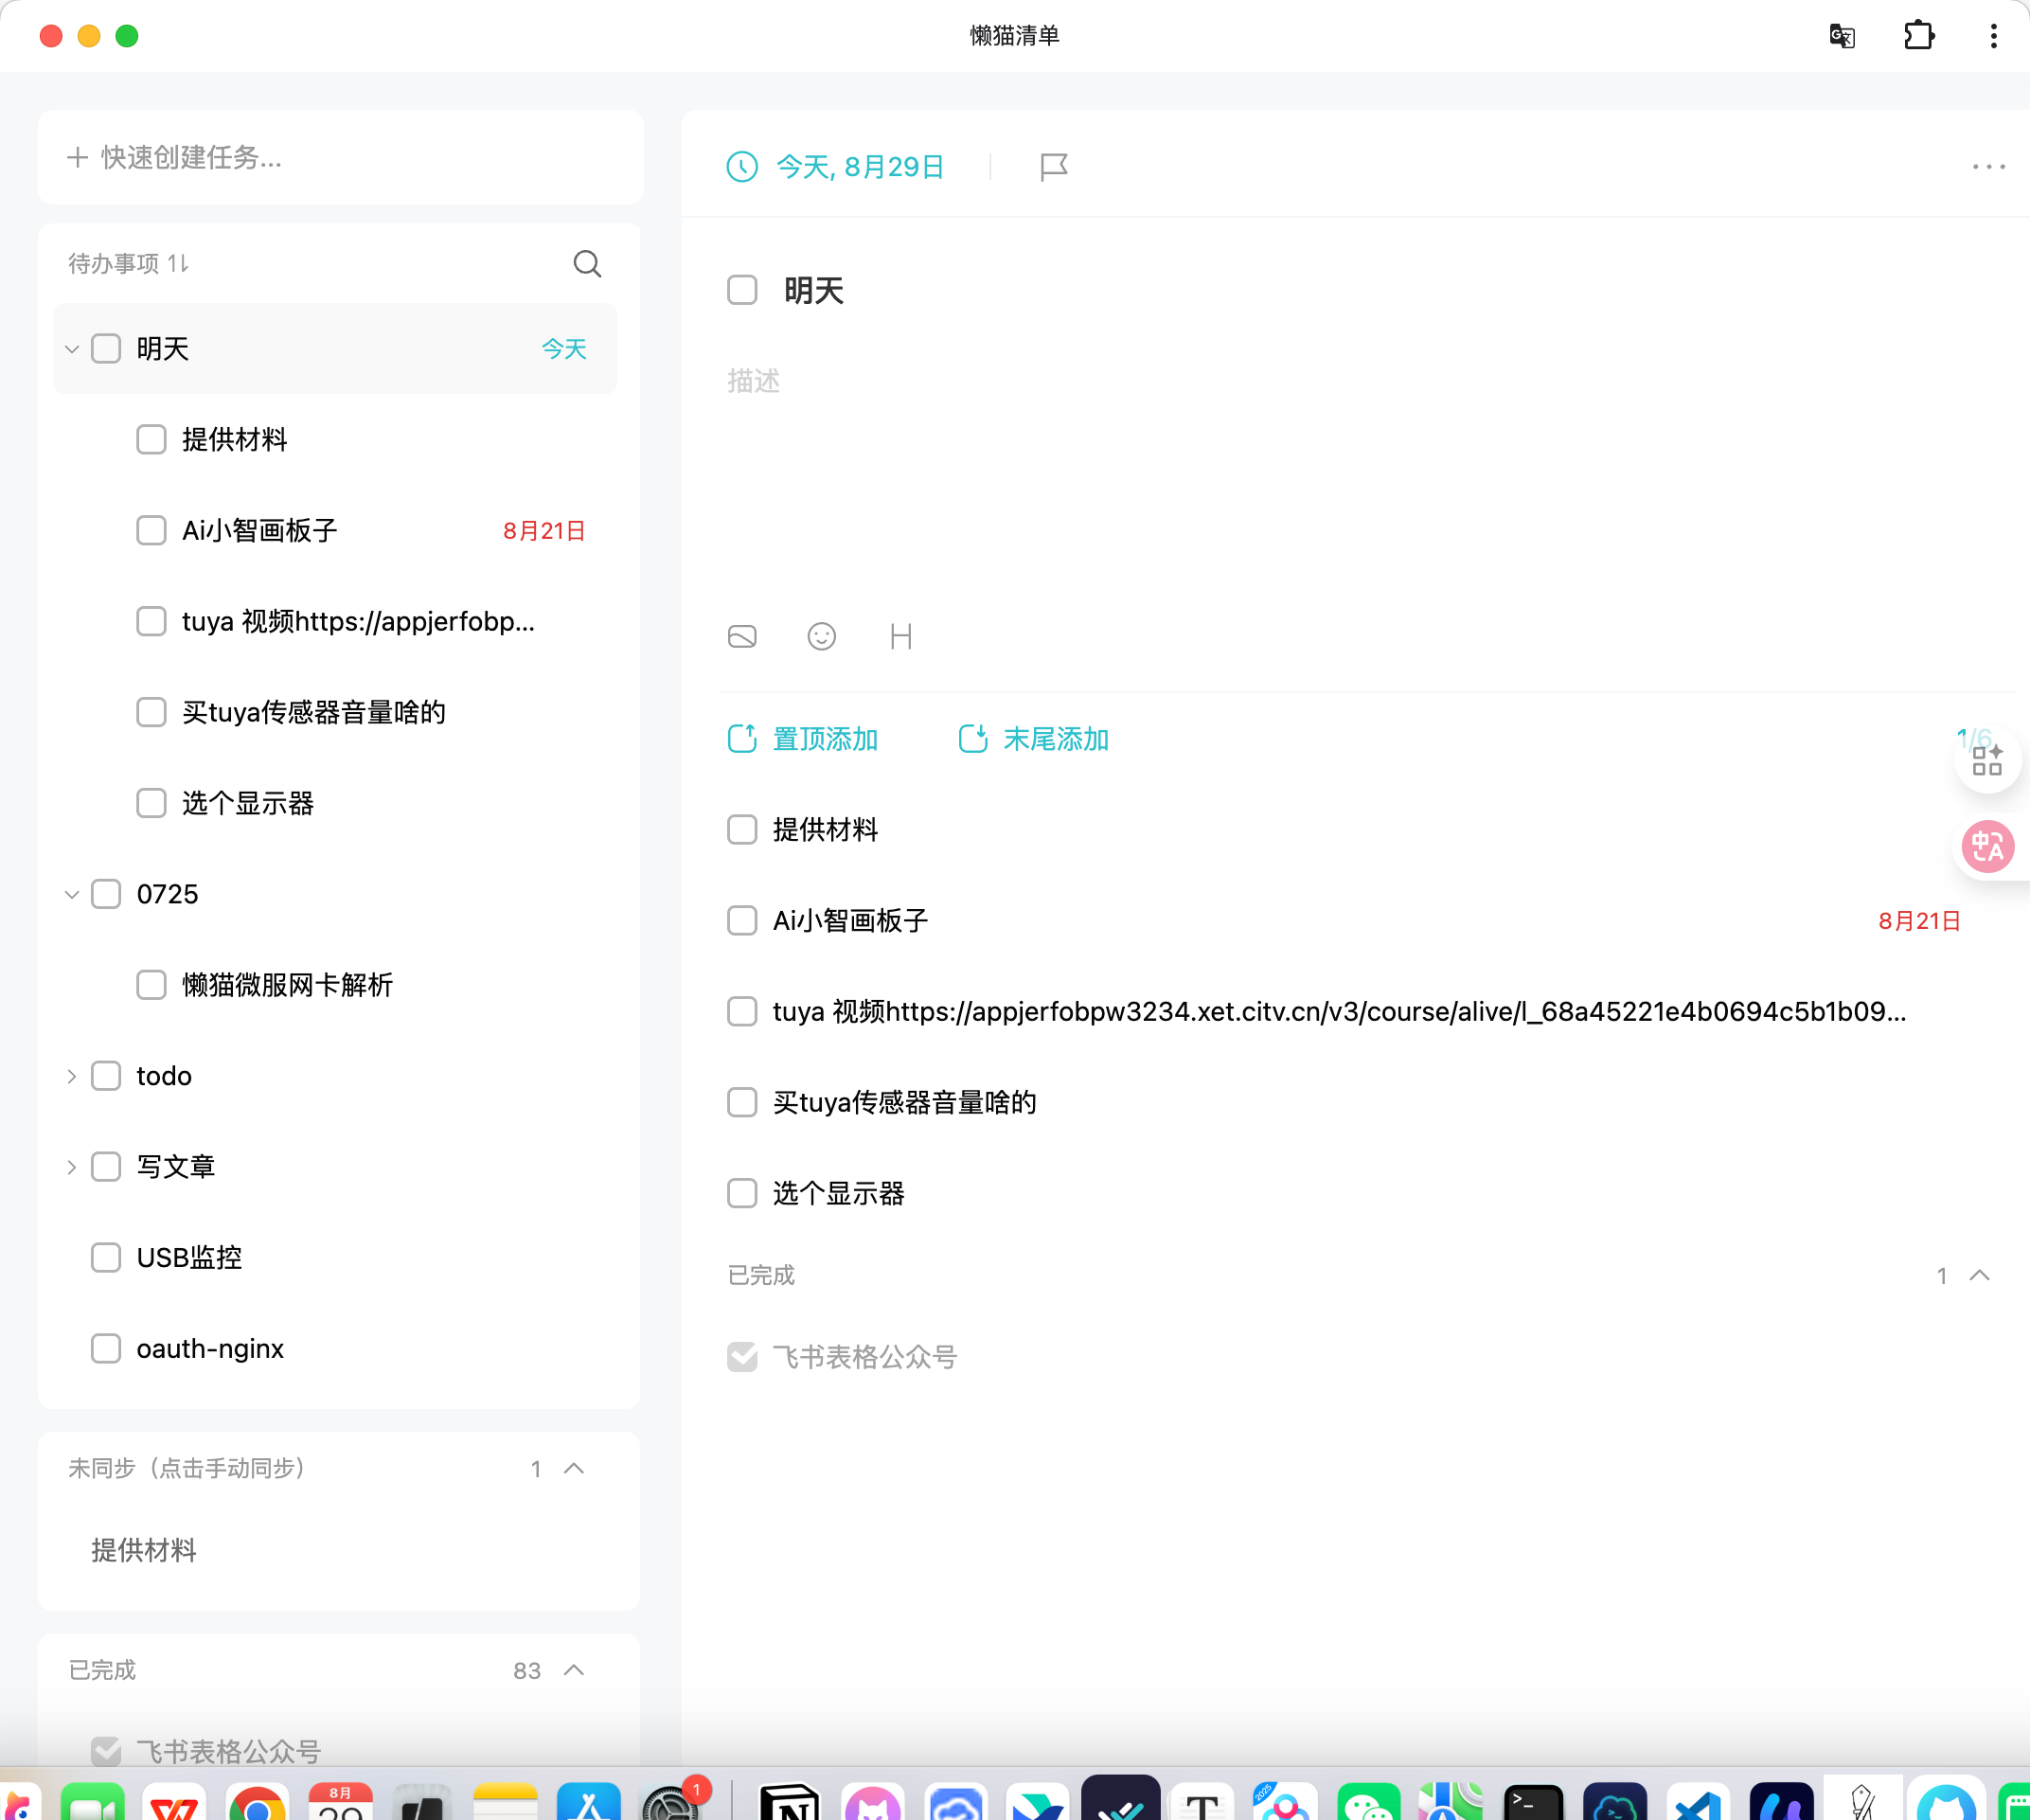 懒猫清单
快速创建任务...
待办事项
明天 今天
提供材料
Ai小智画板子 8月21日
tuya 视频https://appjerfobp...
买tuya传感器音量啥的
选个显示器
0725
懒猫微服网卡解析
todo
写文章
USB监控
oauth-nginx
未同步（点击手动同步） 1
提供材料
已完成 83
飞书表格公众号
今天, 8月29日
明天
描述
H
置顶添加 末尾添加 1/6
提供材料
Ai小智画板子 8月21日
tuya 视频https://appjerfobpw3234.xet.citv.cn/v3/course/alive/l_68a45221e4b0694c5b1b09...
买tuya传感器音量啥的
选个显示器
已完成 1
飞书表格公众号
中A
8月
29
1
2025